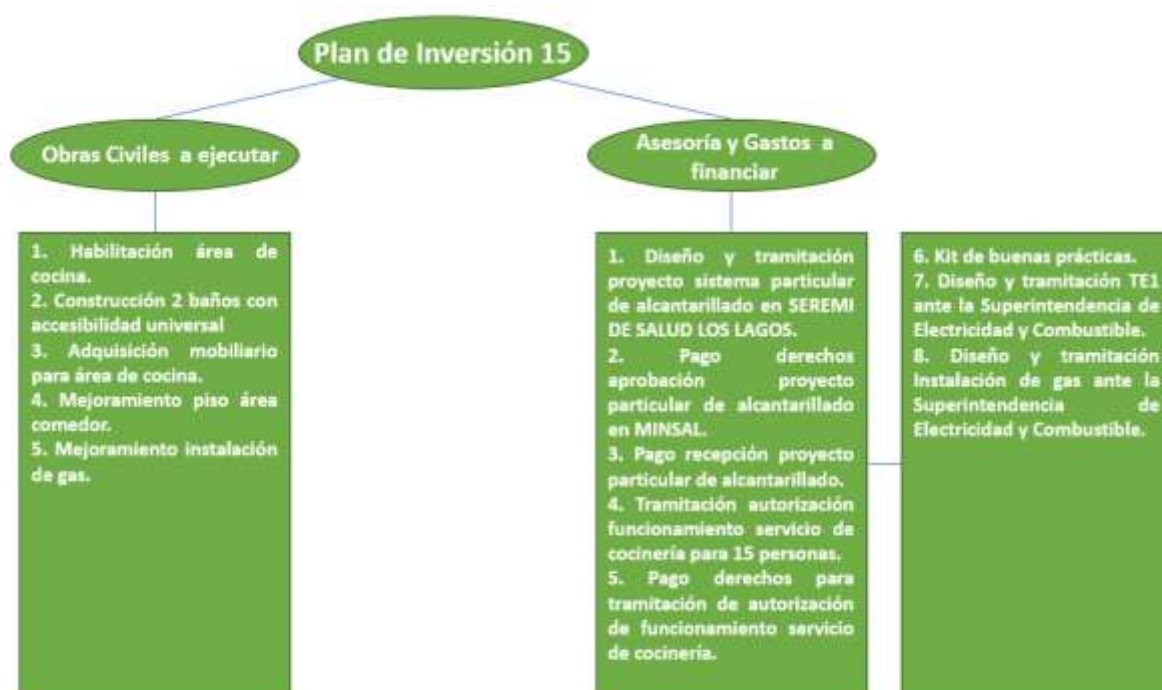 Plan de Inversión 15
Obras Civiles a ejecutar
Asesoría y Gastos a
financiar
1. Habilitación área de
cocina.
2. Construcción 2 baños con
accesibilidad universal
3. Adquisición mobiliario
para área de cocina.
4. Mejoramiento piso área
comedor.
5. Mejoramiento instalación
de gas.
1. Diseño y tramitación
proyecto sistema particular
de alcantarillado en SEREMI
DE SALUD LOS LAGOS.
2. Pago derechos
aprobación proyecto
particular de alcantarillado
en MINSAL.
3. Pago recepción proyecto
particular de alcantarillado.
4. Tramitación autorización
funcionamiento servicio de
cocinería para 15 personas.
5. Pago derechos para
tramitación de autorización
de funcionamiento servicio
de cocinería.
6. Kit de buenas prácticas.
7. Diseño y tramitación TE1
ante la Superintendencia de
Electricidad y Combustible.
8. Diseño y tramitación
Instalación de gas ante la
Superintendencia de
Electricidad y Combustible.